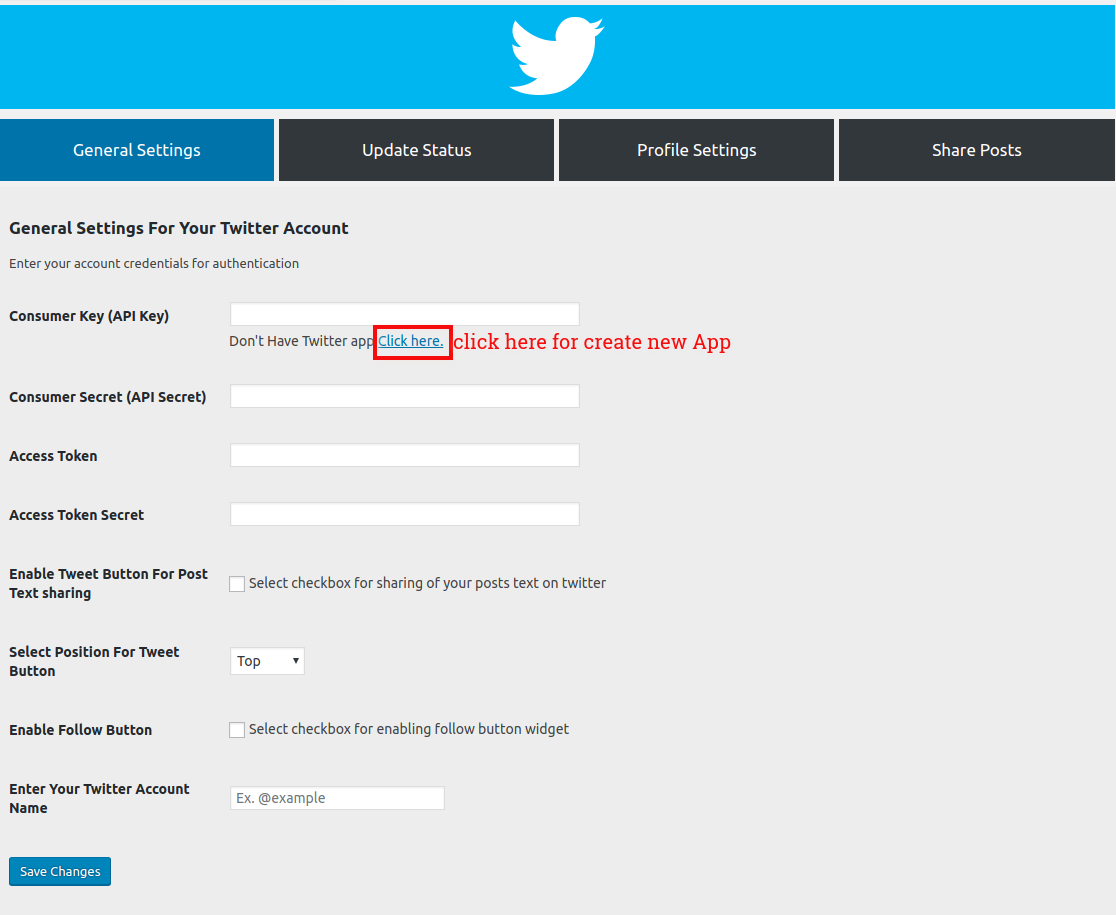 General Settings Update Status Profile Settings Share Posts
General Settings For Your Twitter Account
Enter your account credentials for authentication
Consumer Key (API Key)
Don't Have Twitter app Click here. click here for create new App
Consumer Secret (API Secret)
Access Token
Access Token Secret
Enable Tweet Button For Post
Text sharing
Select checkbox for sharing of your posts text on twitter
Select Position For Tweet
Button
Top
Enable Follow Button Select checkbox for enabling follow button widget
Enter Your Twitter Account
Name
Ex. @example
Save Changes